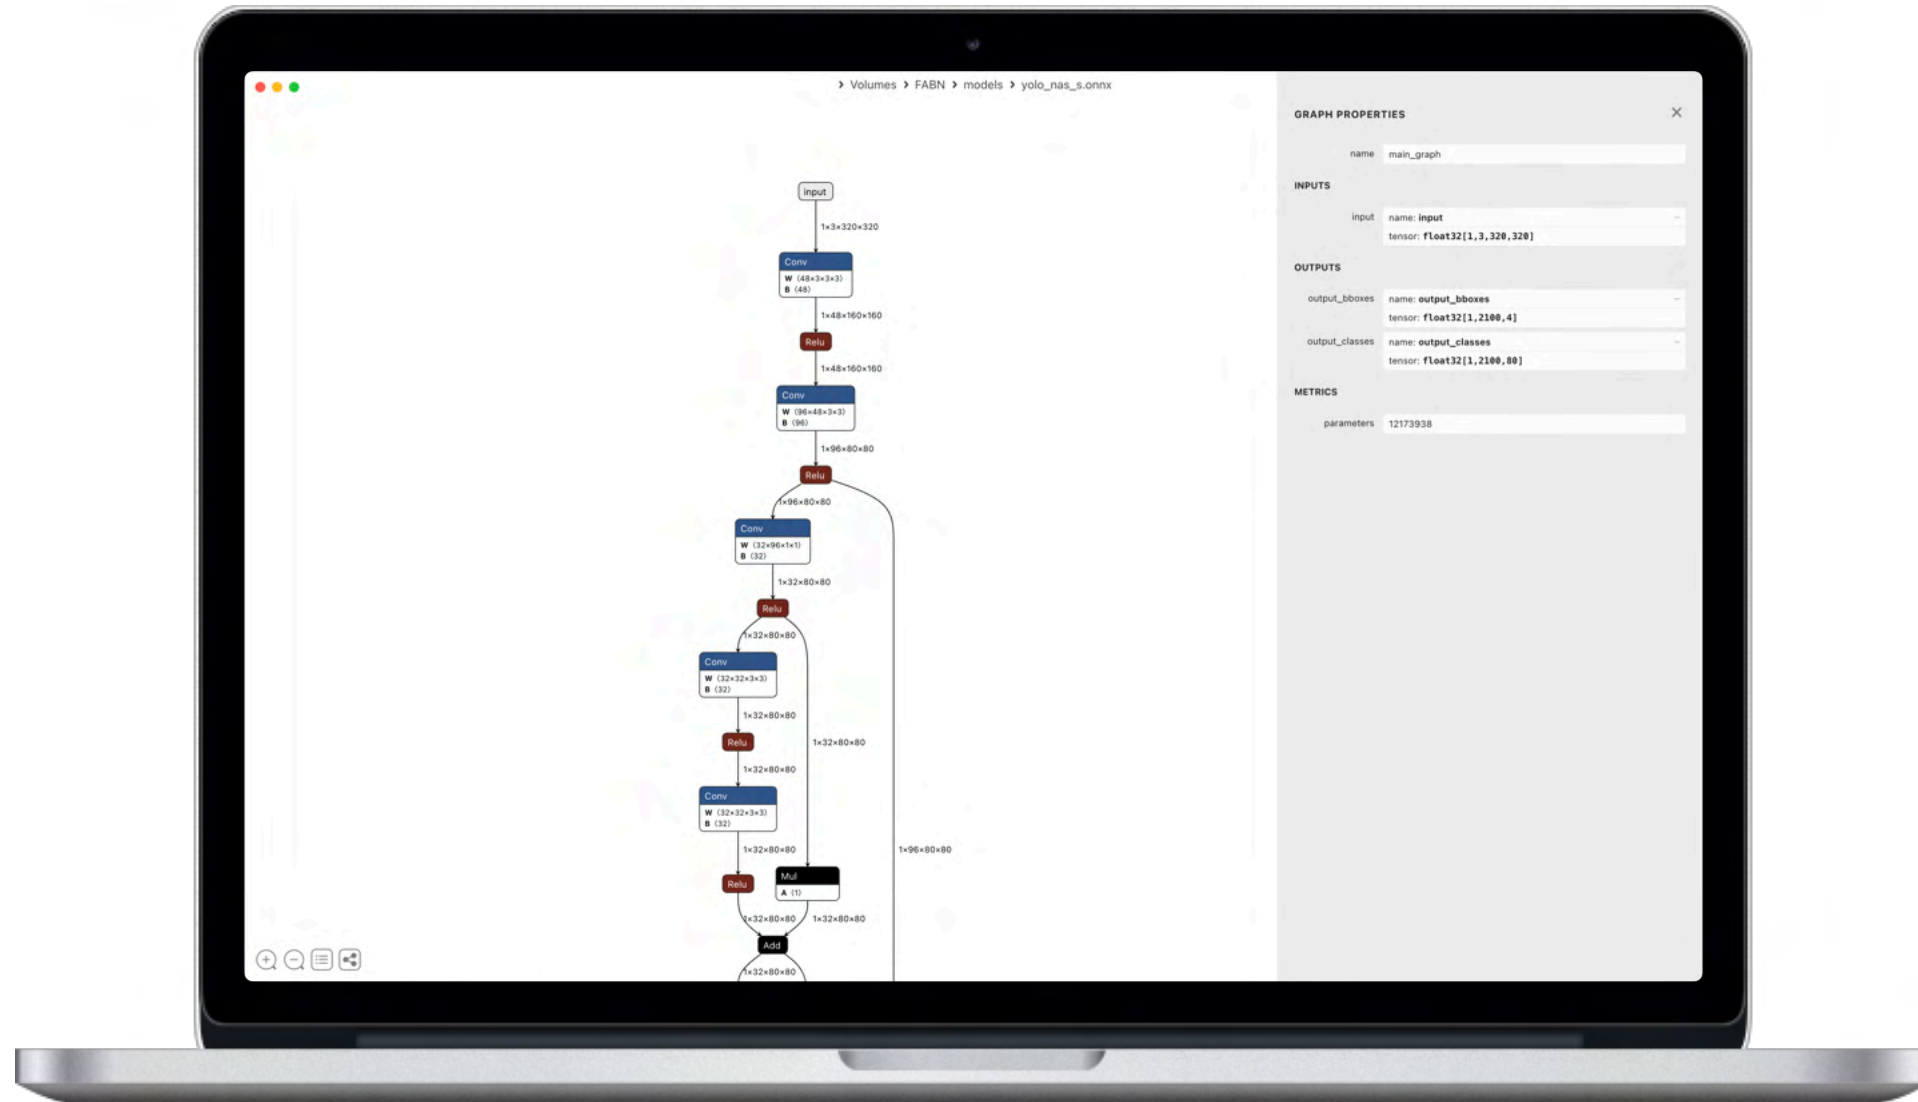 › Volumes › FABN › models › yolo_nas_s.onnx
input
1×3×320×320
Conv
W ⟨48×3×3×3⟩
B ⟨48⟩
1×48×160×160
Relu
1×48×160×160
Conv
W ⟨96×48×3×3⟩
B ⟨96⟩
1×96×80×80
Relu
1×96×80×80
Conv
W ⟨32×96×1×1⟩
B ⟨32⟩
1×32×80×80
Relu
1×32×80×80
Conv
W ⟨32×32×3×3⟩
B ⟨32⟩
1×32×80×80
Relu
1×32×80×80
1×32×80×80
Conv
W ⟨32×32×3×3⟩
B ⟨32⟩
1×32×80×80
1×96×80×80
Relu
Mul
A ⟨1⟩
1×32×80×80
1×32×80×80
Add
1×32×80×80
GRAPH PROPERTIES
name main_graph
INPUTS
input name: input
tensor: float32[1,3,320,320]
OUTPUTS
output_bboxes name: output_bboxes
tensor: float32[1,2100,4]
output_classes name: output_classes
tensor: float32[1,2100,80]
METRICS
parameters 12173938